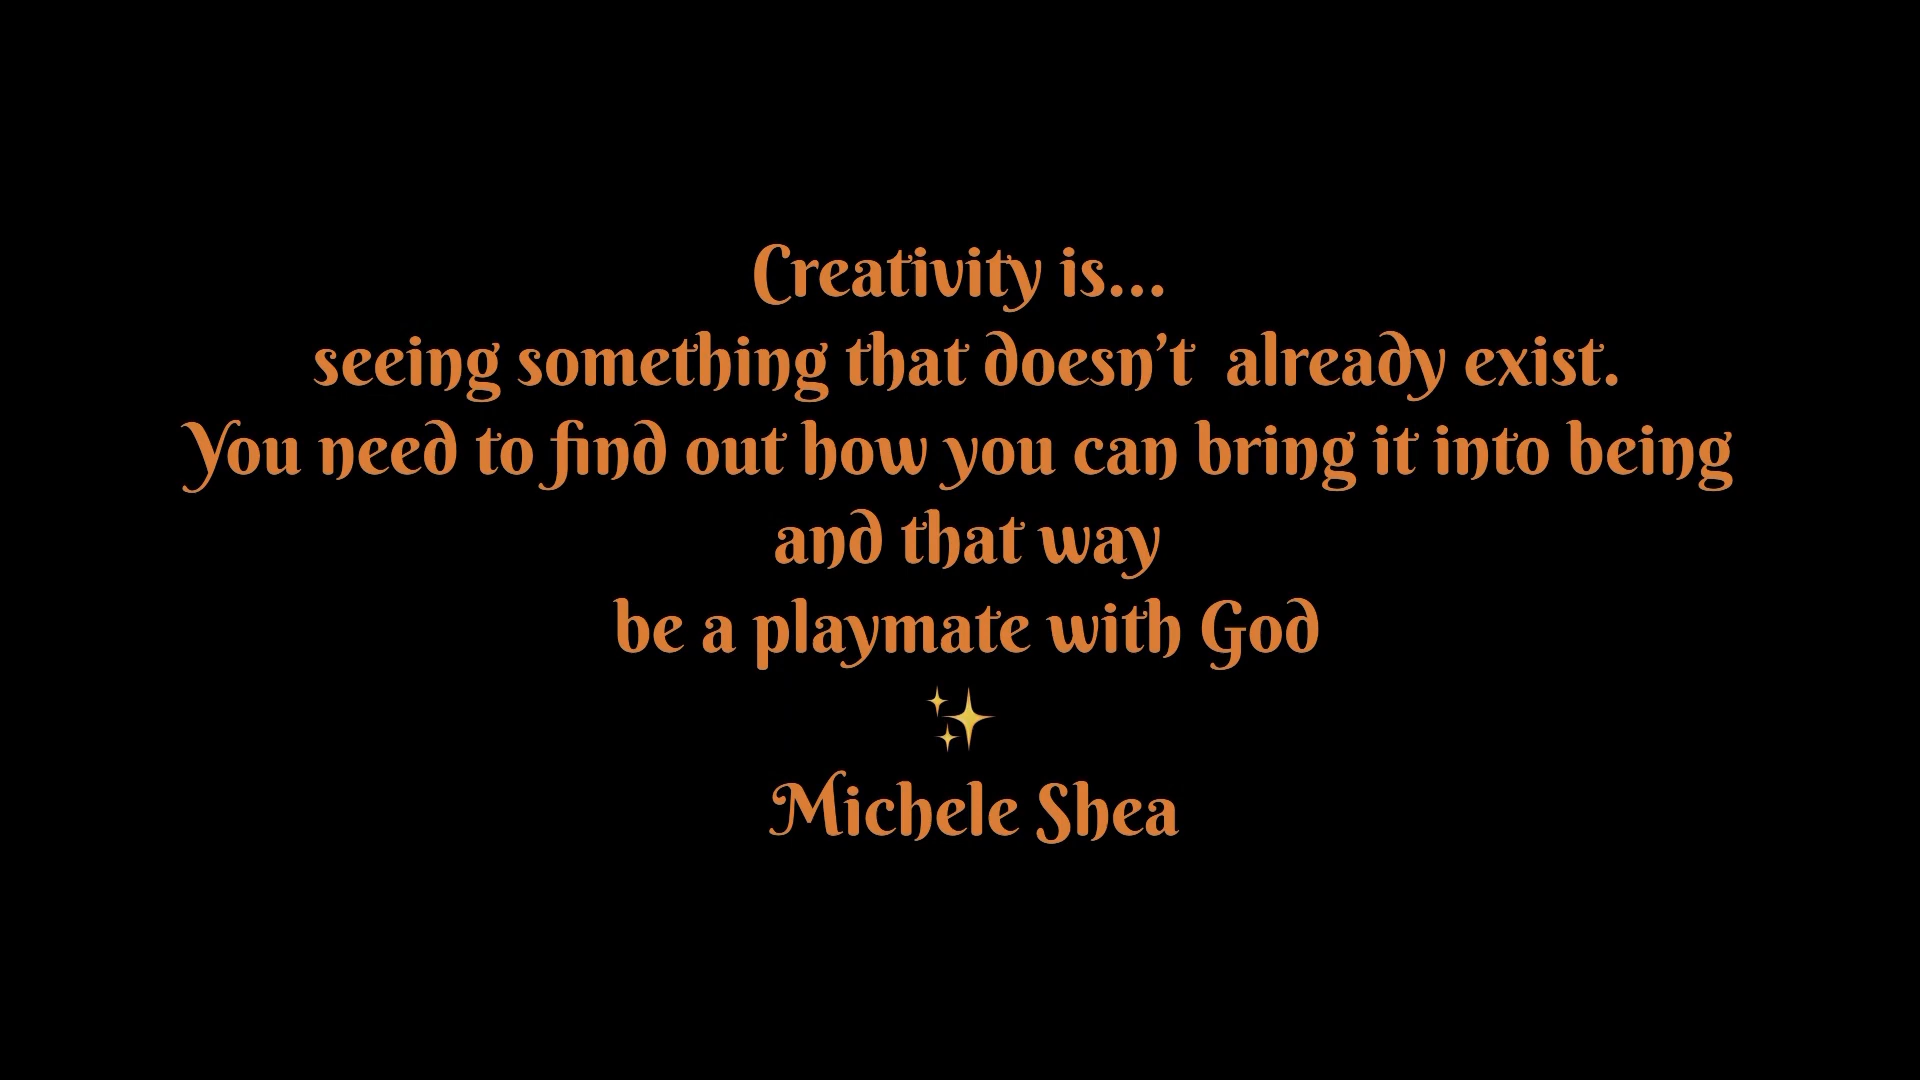 Creativity is...
seeing something that doesn’t  already exist.
You need to find out how you can bring it into being
and that way
be a playmate with God
✨
Michele Shea